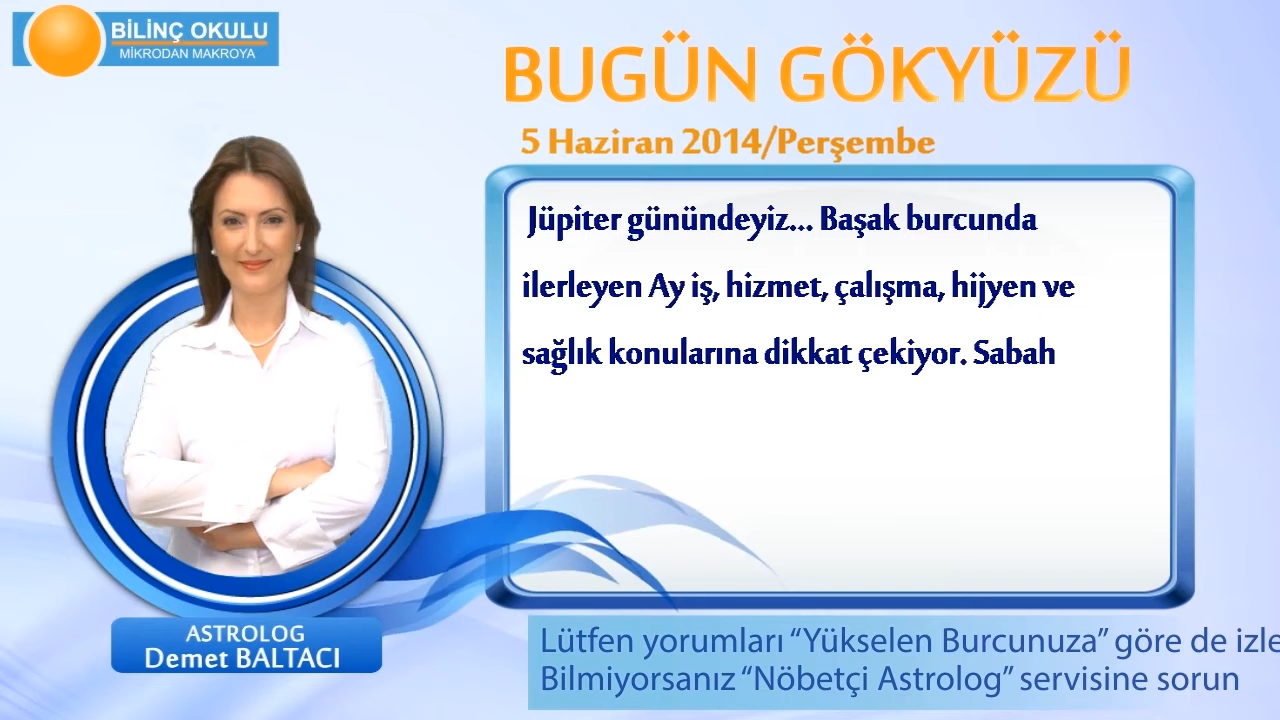 BİLİNÇ OKULU
MİKRODAN MAKROYA
BUGÜN GÖKYÜZÜ
5 Haziran 2014/Perşembe
Jüpiter günündeyiz... Başak burcunda
ilerleyen Ay iş, hizmet, çalışma, hijyen ve
sağlık konularına dikkat çekiyor. Sabah
ASTROLOG
Demet BALTACI
Lütfen yorumları “Yükselen Burcunuza” göre de izle
Bilmiyorsanız “Nöbetçi Astrolog” servisine sorun